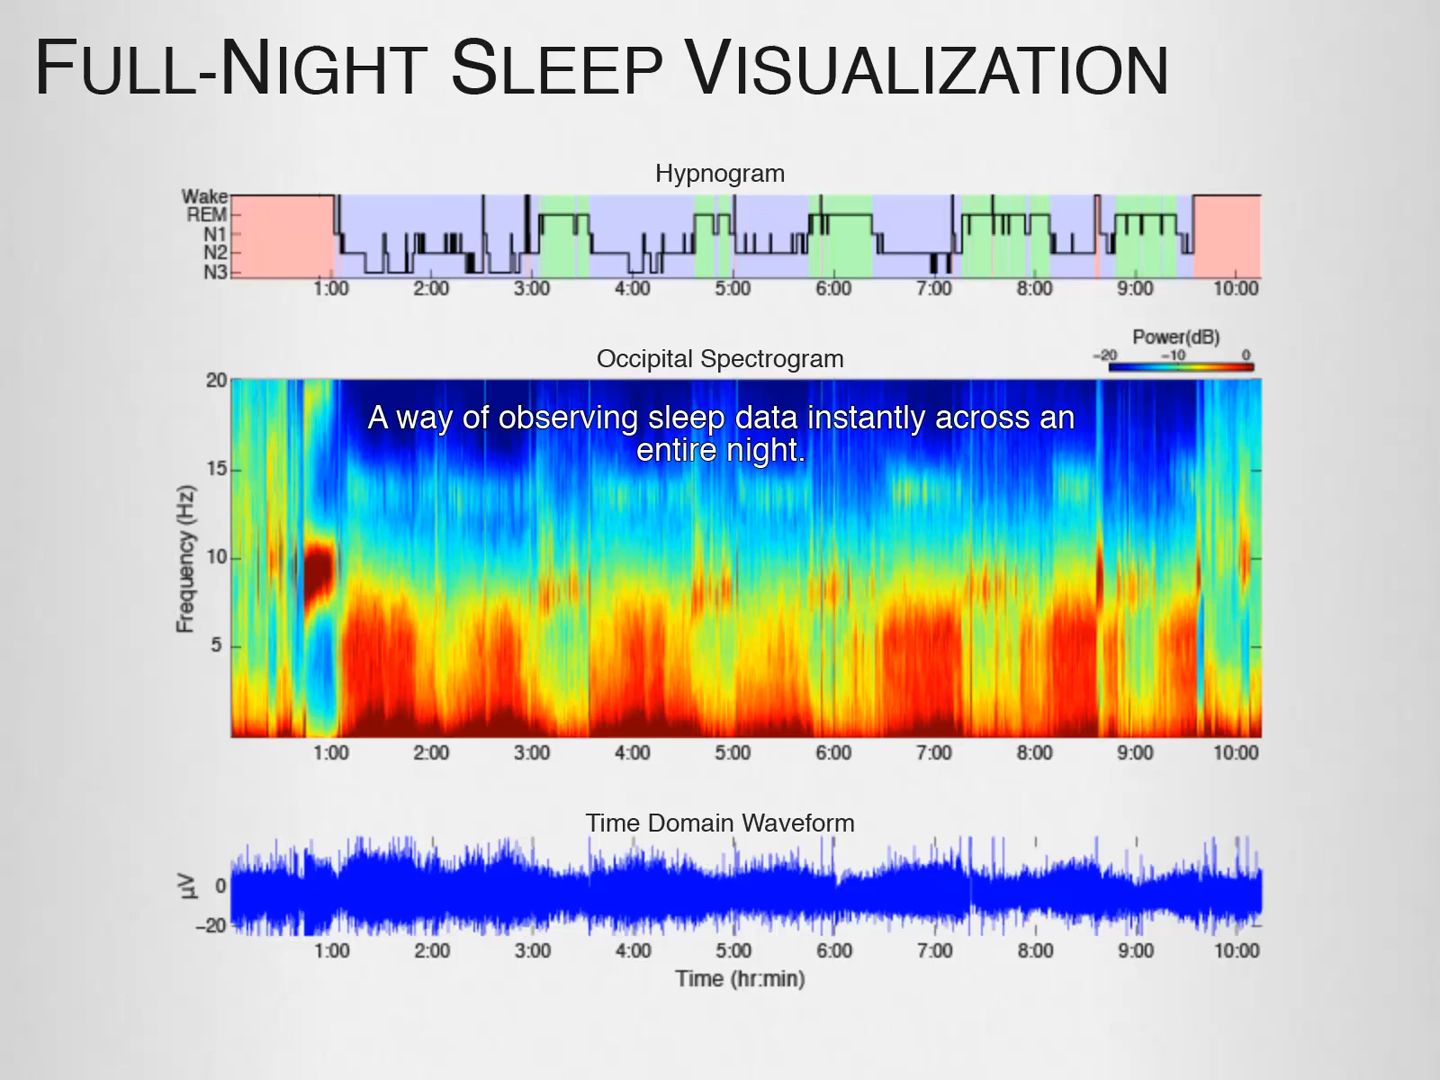 FULL-NIGHT SLEEP VISUALIZATION
Hypnogram
Wake
REM
N1
N2
N3
1:00 2:00 3:00 4:00 5:00 6:00 7:00 8:00 9:00 10:00
Power(dB)
−20 −10 0
Occipital Spectrogram
20
A way of observing sleep data instantly across an
entire night.
15
10
5
Frequency (Hz)
1:00 2:00 3:00 4:00 5:00 6:00 7:00 8:00 9:00 10:00
Time Domain Waveform
µV
0
−20
1:00 2:00 3:00 4:00 5:00 6:00 7:00 8:00 9:00 10:00
Time (hr:min)